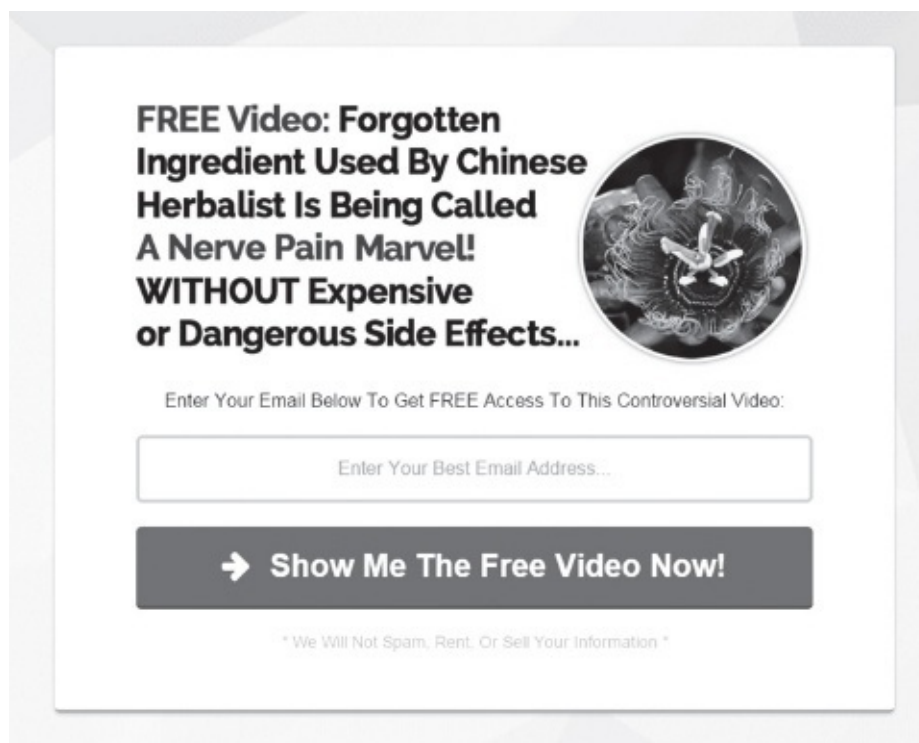 FREE Video: Forgotten
Ingredient Used By Chinese
Herbalist Is Being Called
A Nerve Pain Marvel!
WITHOUT Expensive
or Dangerous Side Effects...
Enter Your Email Below To Get FREE Access To This Controversial Video:
Enter Your Best Email Address...
Show Me The Free Video Now!
* We Will Not Spam, Rent, Or Sell Your Information *